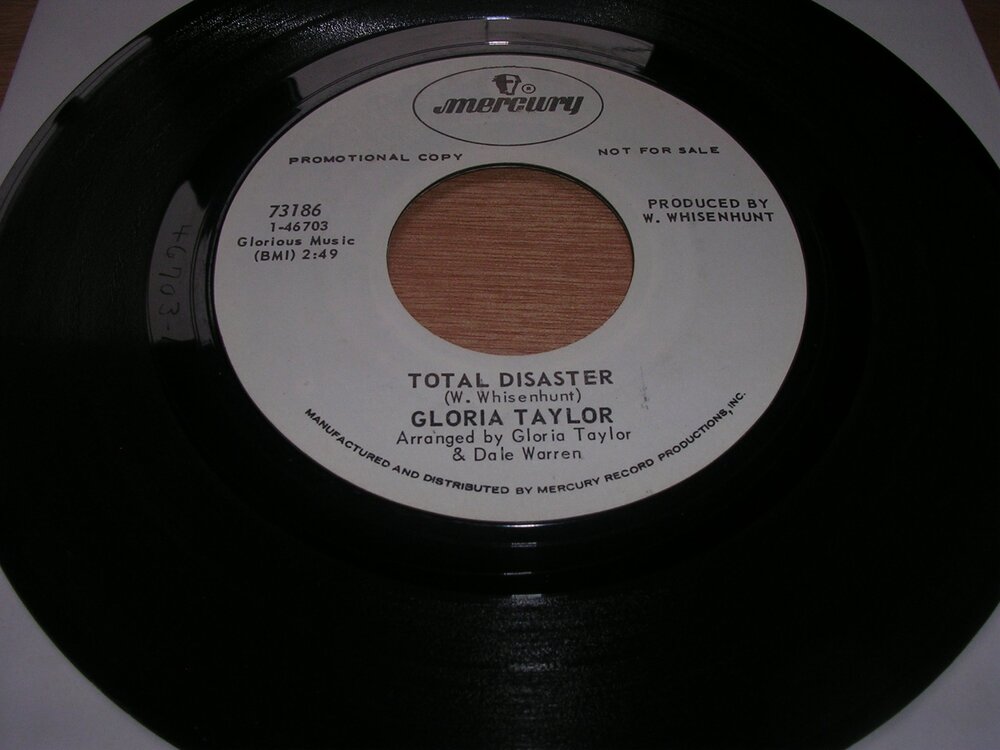 mercury
PROMOTIONAL COPY
NOT FOR SALE
73186
1-46703
Glorious Music
(BMI) 2:49
PRODUCED BY
W. WHISENHUNT
TOTAL DISASTER
(W. Whisenhunt)
GLORIA TAYLOR
Arranged by Gloria Taylor
& Dale Warren
MANUFACTURED AND DISTRIBUTED BY MERCURY RECORD PRODUCTIONS, INC.